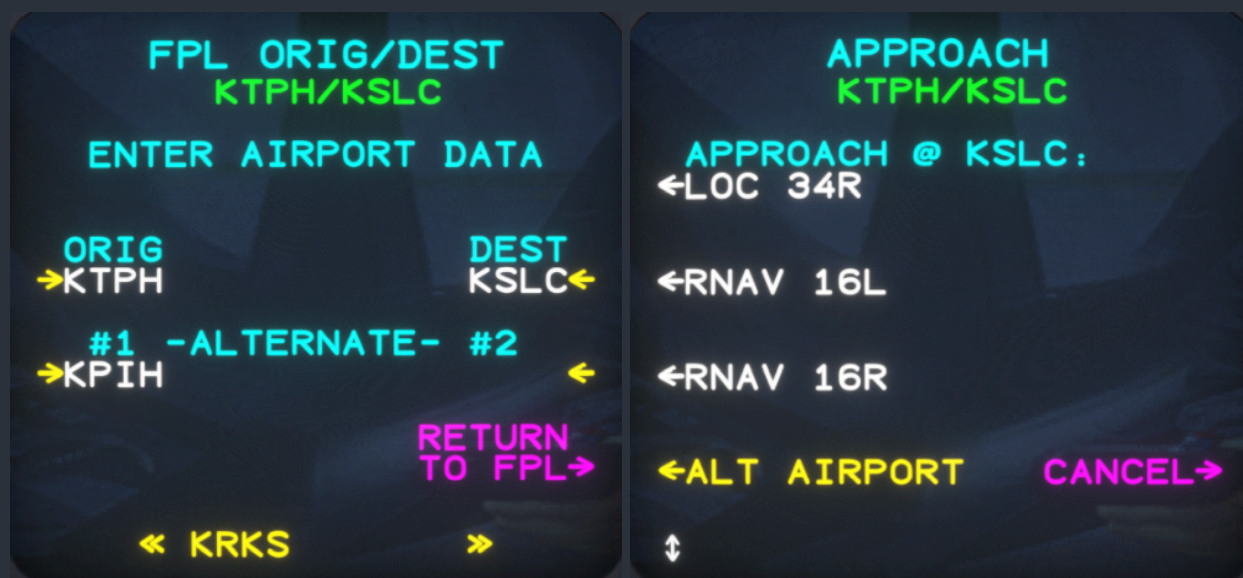 FPL ORIG/DEST
KTPH/KSLC
ENTER AIRPORT DATA
ORIG DEST
→KTPH KSLC←
#1 -ALTERNATE- #2
→KPIH ←
RETURN
TO FPL→
« KRKS »
APPROACH
KTPH/KSLC
APPROACH @ KSLC:
←LOC 34R
←RNAV 16L
←RNAV 16R
←ALT AIRPORT CANCEL→
↕